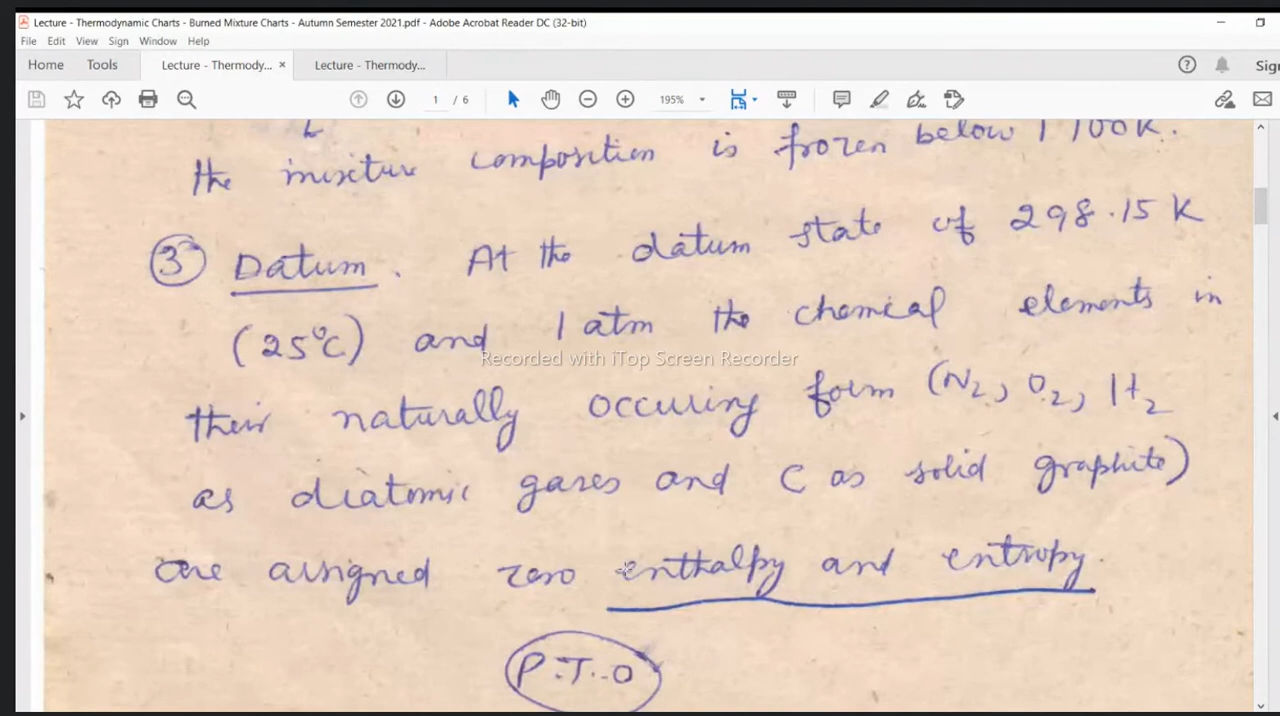 Lecture - Thermodynamic Charts - Burned Mixture Charts - Autumn Semester 2021.pdf - Adobe Acrobat Reader DC (32-bit)
File Edit View Sign Window Help
Home Tools Lecture - Thermody... × Lecture - Thermody... Sign
1 / 6 195%
the mixture composition is frozen below 1700K.
③ Datum. At the datum state of 298.15 K
(25°C) and 1 atm the chemical elements in
Recorded with iTop Screen Recorder
their naturally occuring form (N2, O2, H2
as diatomic gases and C as solid graphite)
are assigned zero enthalpy and entropy.
P.T.O